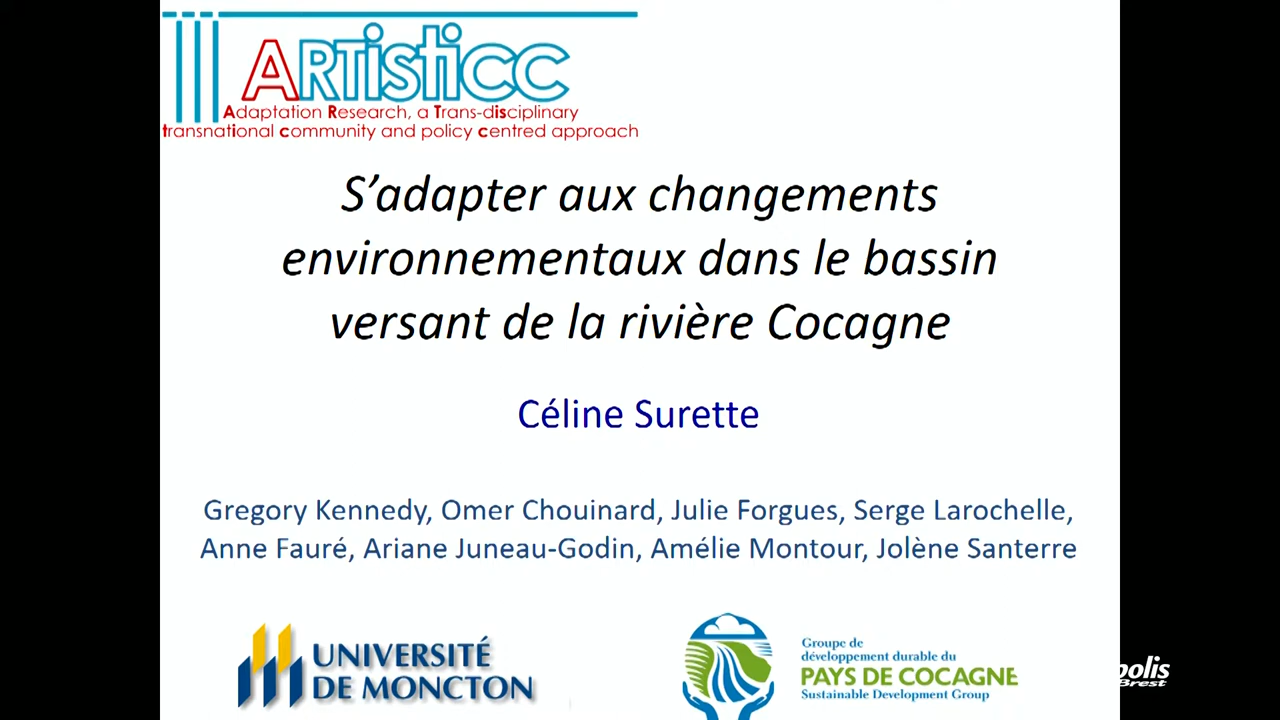 ARTisticc
Adaptation Research, a Trans-disciplinary
transnational community and policy centred approach
S’adapter aux changements
environnementaux dans le bassin
versant de la rivière Cocagne
Céline Surette
Gregory Kennedy, Omer Chouinard, Julie Forgues, Serge Larochelle,
Anne Fauré, Ariane Juneau-Godin, Amélie Montour, Jolène Santerre
UNIVERSITÉ
DE MONCTON
Groupe de
développement durable du
PAYS DE COCAGNE
Sustainable Development Group
polis
Brest